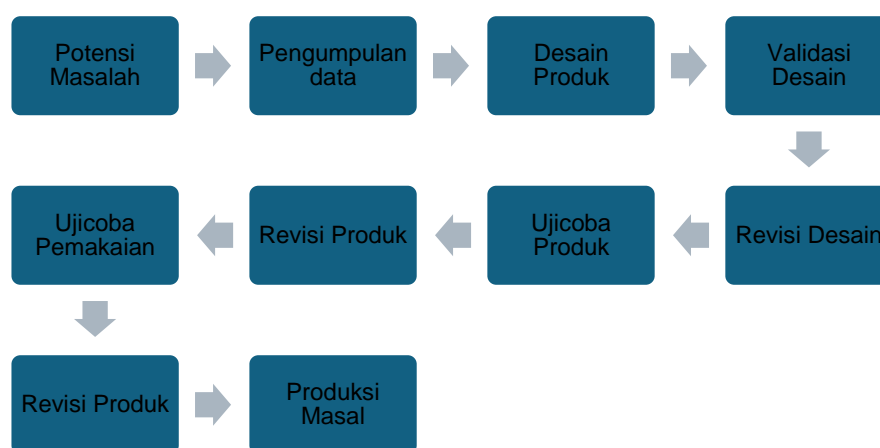 Potensi
Masalah
Pengumpulan
data
Desain
Produk
Validasi
Desain
Revisi Desain
Ujicoba
Produk
Revisi Produk
Ujicoba
Pemakaian
Revisi Produk
Produksi
Masal